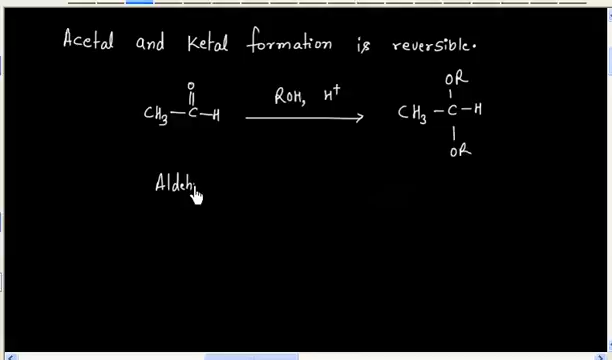 Acetal and Ketal formation is reversible.
O
CH₃—C—H
ROH, H⁺
OR
CH₃—C—H
OR
Aldeh